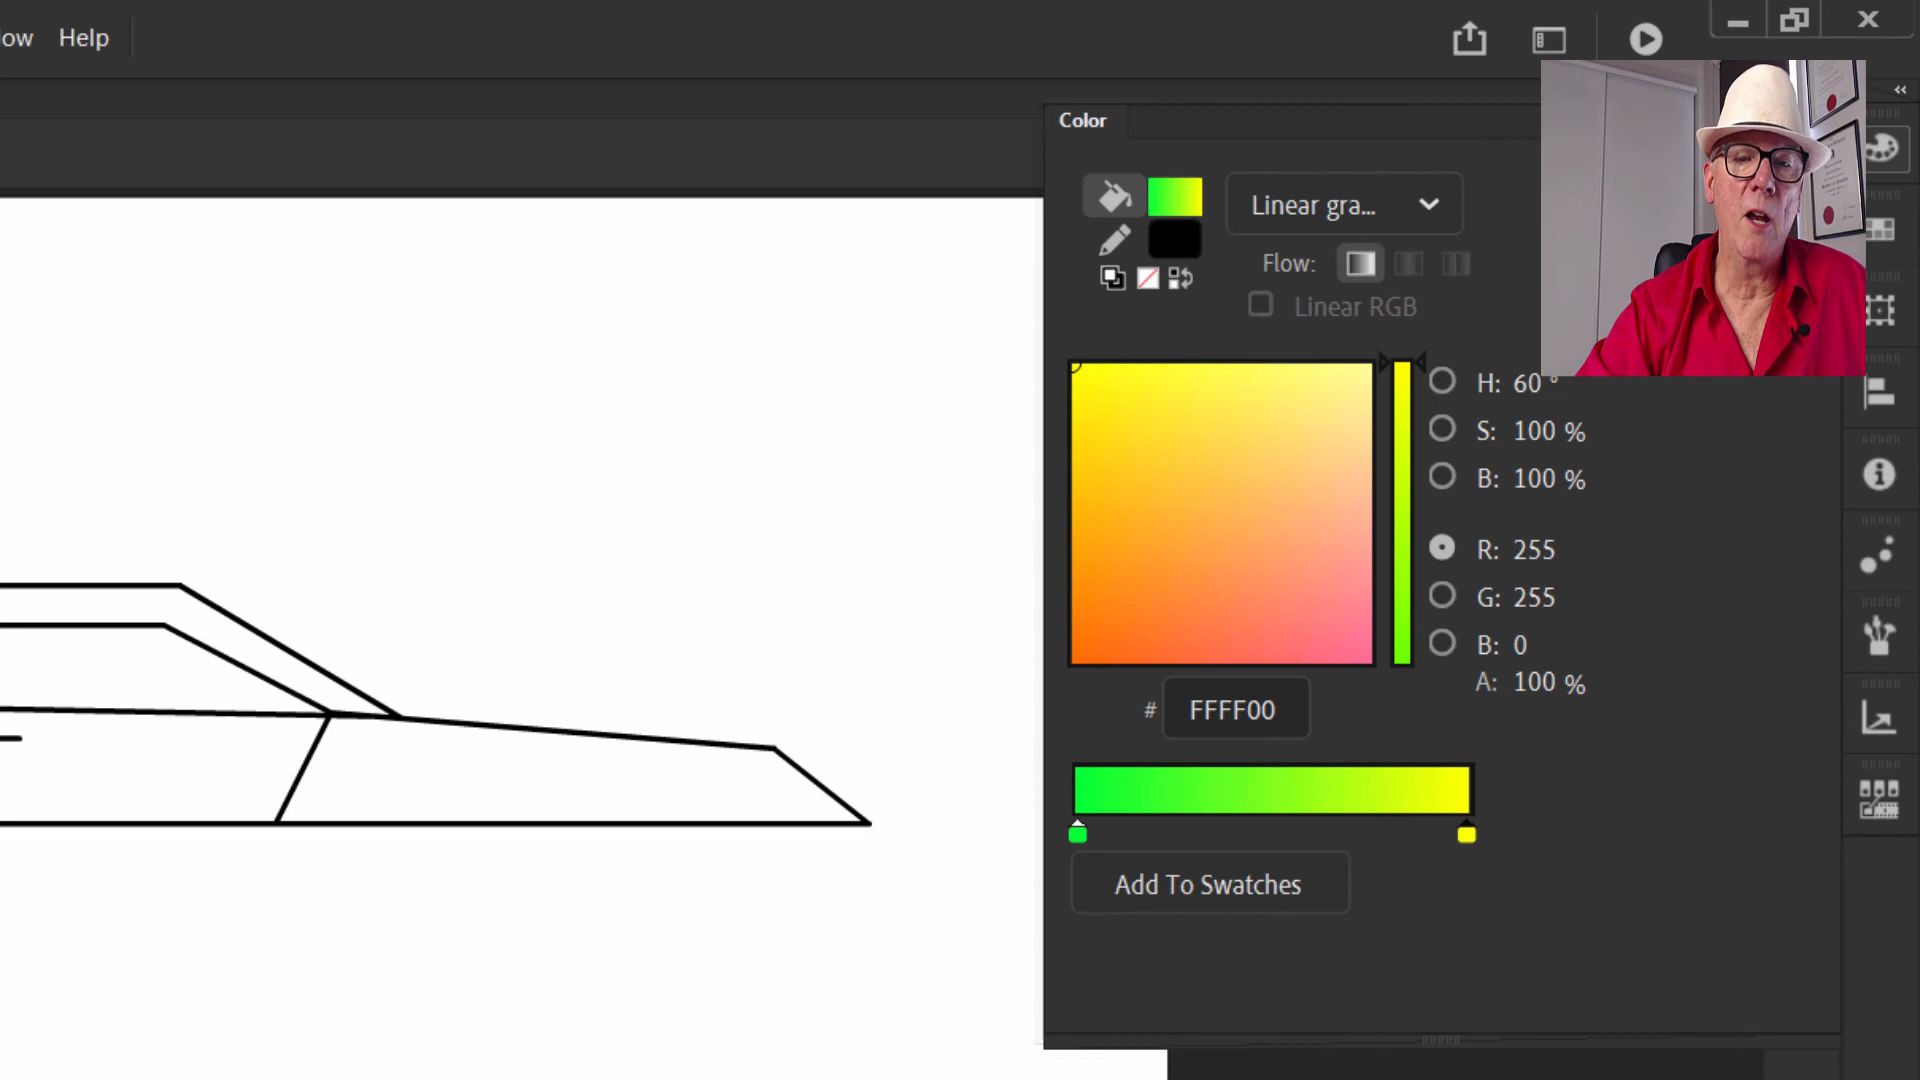 ow Help
Color
Linear gra...
Flow:
Linear RGB
H: 60 °
S: 100 %
B: 100 %
R: 255
G: 255
B: 0
A: 100 %
# FFFF00
Add To Swatches